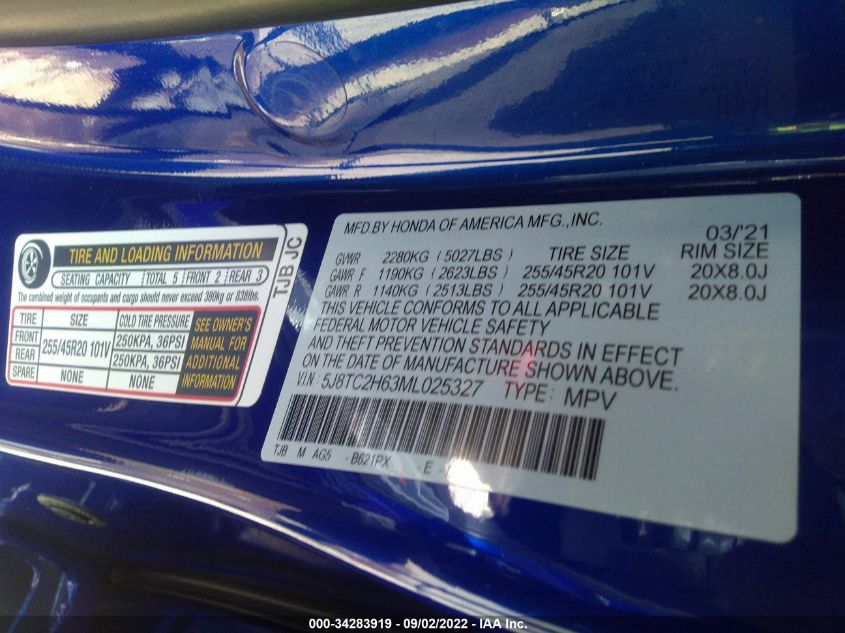 TIRE AND LOADING INFORMATION
SEATING CAPACITY TOTAL 5 FRONT 2 REAR 3
The combined weight of occupants and cargo should never exceed 380kg or 838lbs.
TIRE SIZE COLD TIRE PRESSURE SEE OWNER'S MANUAL FOR ADDITIONAL INFORMATION
FRONT 255/45R20 101V 250KPA, 36PSI
REAR 250KPA, 36PSI
SPARE NONE NONE
TJB JC
MFD.BY HONDA OF AMERICA MFG.,INC. 03/'21
GVWR 2280KG (5027LBS) TIRE SIZE RIM SIZE
GAWR F 1190KG (2623LBS) 255/45R20 101V 20X8.0J
GAWR R 1140KG (2513LBS) 255/45R20 101V 20X8.0J
THIS VEHICLE CONFORMS TO ALL APPLICABLE
FEDERAL MOTOR VEHICLE SAFETY
AND THEFT PREVENTION STANDARDS IN EFFECT
ON THE DATE OF MANUFACTURE SHOWN ABOVE.
VIN: 5J8TC2H63ML025327 TYPE: MPV
TJB M AG5 -B621PX -E
000-34283919 - 09/02/2022 - IAA Inc.